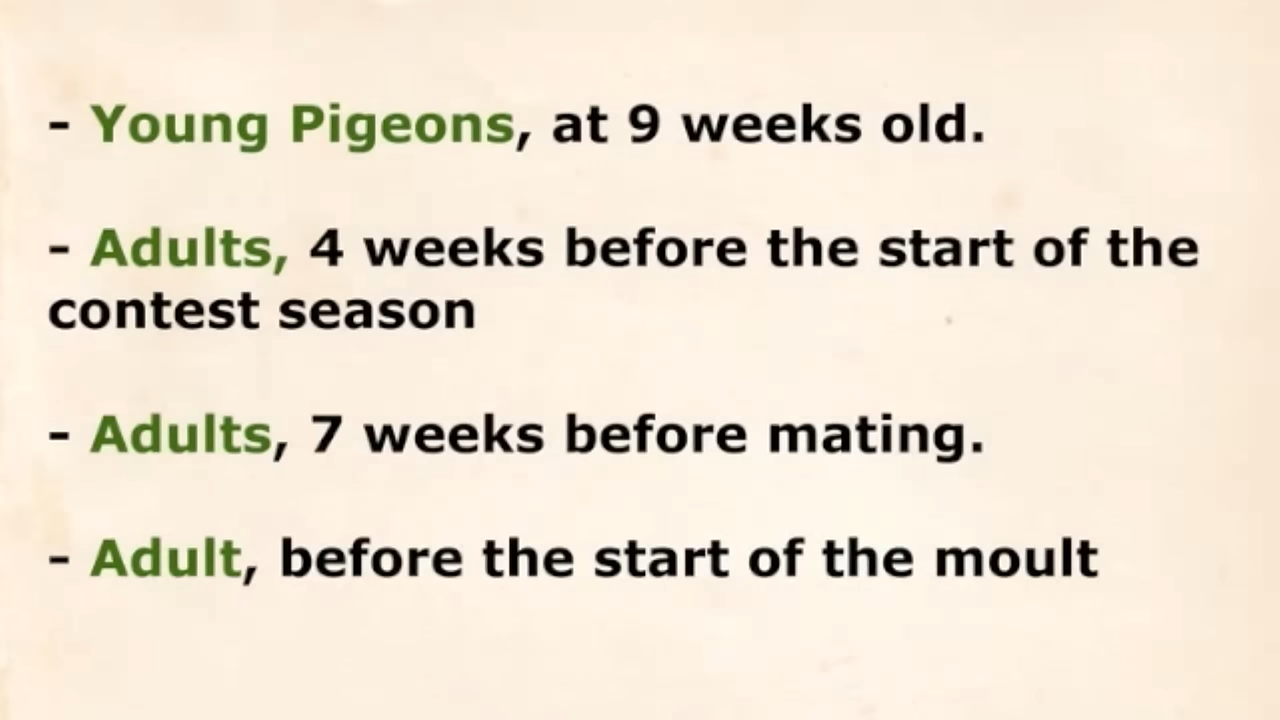 - Young Pigeons, at 9 weeks old.
- Adults, 4 weeks before the start of the
contest season
- Adults, 7 weeks before mating.
- Adult, before the start of the moult